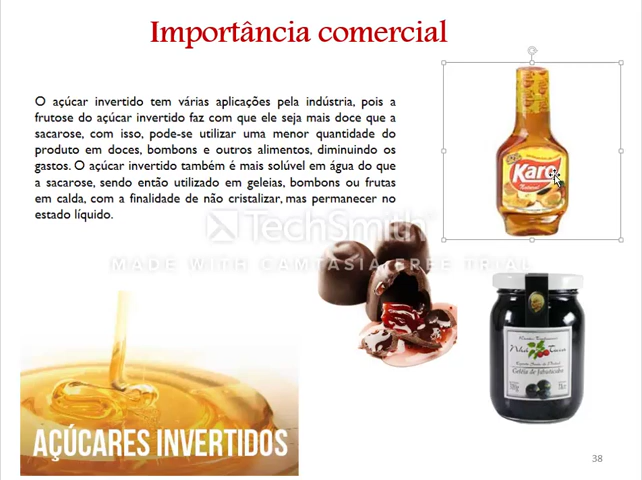 Importância comercial
O açúcar invertido tem várias aplicações pela indústria, pois a
frutose do açúcar invertido faz com que ele seja mais doce que a
sacarose, com isso, pode-se utilizar uma menor quantidade do
produto em doces, bombons e outros alimentos, diminuindo os
gastos. O açúcar invertido também é mais solúvel em água do que
a sacarose, sendo então utilizado em geleias, bombons ou frutas
em calda, com a finalidade de não cristalizar, mas permanecer no
estado líquido.
Karo
TechSmith
MADE WITH CAMTASIA FREE TRIAL
Geléia de Jabuticaba
AÇÚCARES INVERTIDOS
38